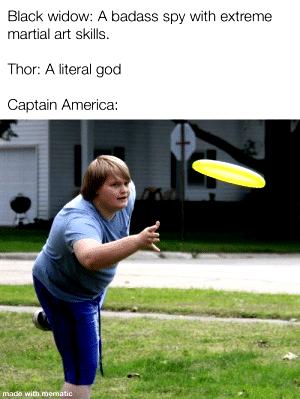 Black widow: A badass spy with extreme
martial art skills.
Thor: A literal god
Captain America:
made with mematic